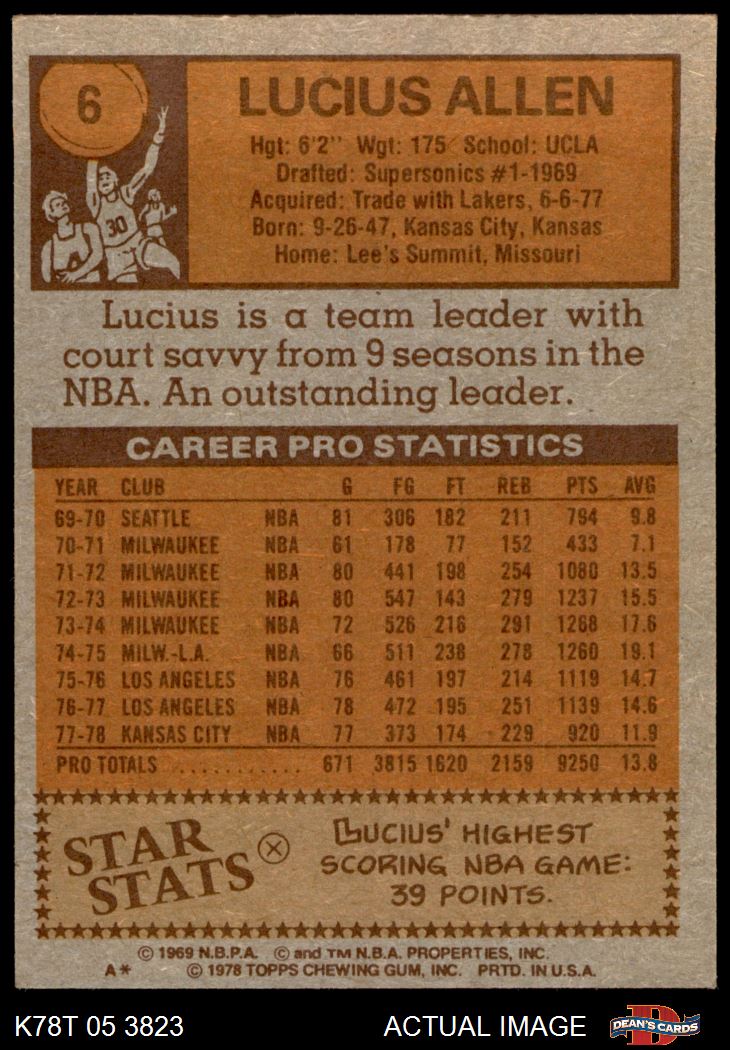 6
LUCIUS ALLEN
Hgt: 6'2" Wgt: 175 School: UCLA
Drafted: Supersonics #1-1969
Acquired: Trade with Lakers, 6-6-77
Born: 9-26-47, Kansas City, Kansas
Home: Lee's Summit, Missouri
30
Lucius is a team leader with
court savvy from 9 seasons in the
NBA. An outstanding leader.
CAREER PRO STATISTICS
YEAR CLUB G FG FT REB PTS AVG
69-70 SEATTLE NBA 81 306 182 211 794 9.8
70-71 MILWAUKEE NBA 61 178 77 152 433 7.1
71-72 MILWAUKEE NBA 80 441 198 254 1080 13.5
72-73 MILWAUKEE NBA 80 547 143 279 1237 15.5
73-74 MILWAUKEE NBA 72 526 216 291 1268 17.6
74-75 MILW.-L.A. NBA 66 511 238 278 1260 19.1
75-76 LOS ANGELES NBA 76 461 197 214 1119 14.7
76-77 LOS ANGELES NBA 78 472 195 251 1139 14.6
77-78 KANSAS CITY NBA 77 373 174 229 920 11.9
PRO TOTALS ........... 671 3815 1620 2159 9250 13.8
STAR
STATS
LUCIUS' HIGHEST
SCORING NBA GAME:
39 POINTS.
© 1969 N.B.P.A. © and TM N.B.A. PROPERTIES, INC.
A* © 1978 TOPPS CHEWING GUM, INC. PRTD. IN U.S.A.
K78T 05 3823 ACTUAL IMAGE
D
DEAN'S CARDS